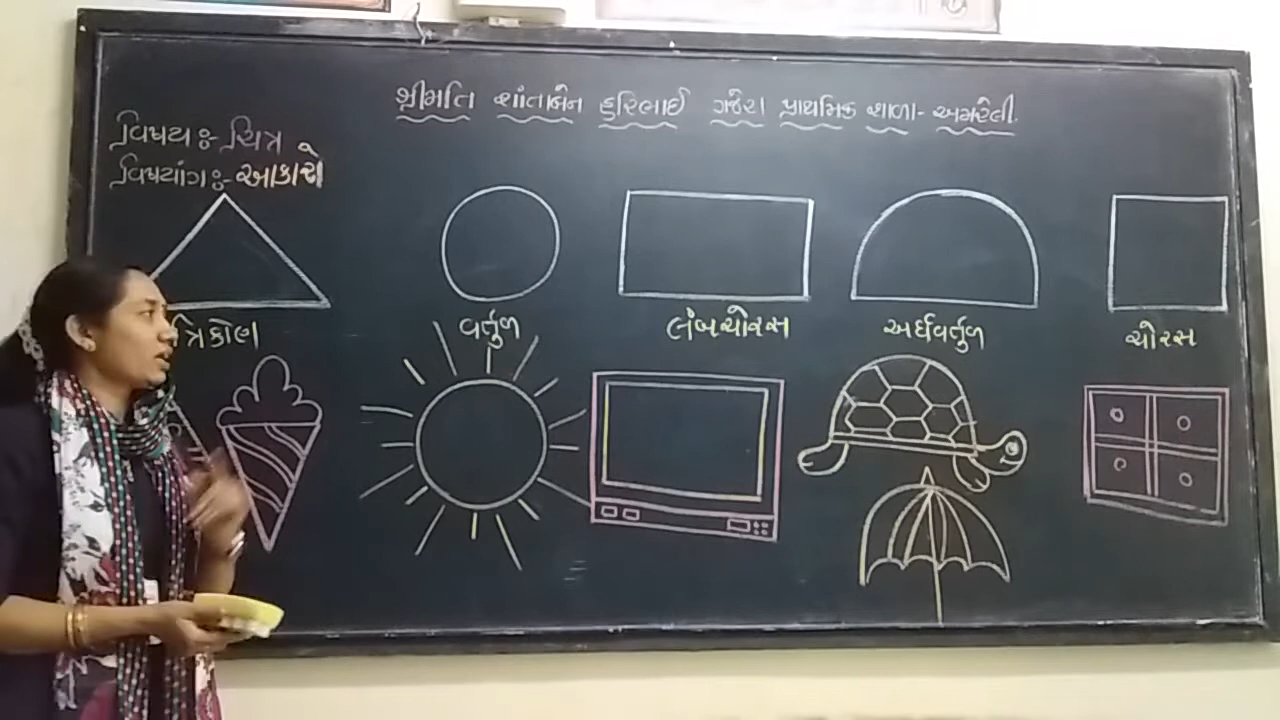 શ્રીમતિ શાંતાબેન હરિભાઈ ગજેરા પ્રાથમિક શાળા- અમરેલી.
વિષય:- ચિત્ર
વિષયાંગ:- આકારો
ત્રિકોણ વર્તુળ લંબચોરસ અર્ધવર્તુળ ચોરસ